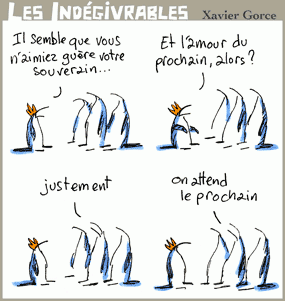 Les Indégivrables
Xavier Gorce
Il semble que vous
n'aimiez guère votre
souverain...
Et l'amour du
prochain, alors?
justement
on attend
le prochain